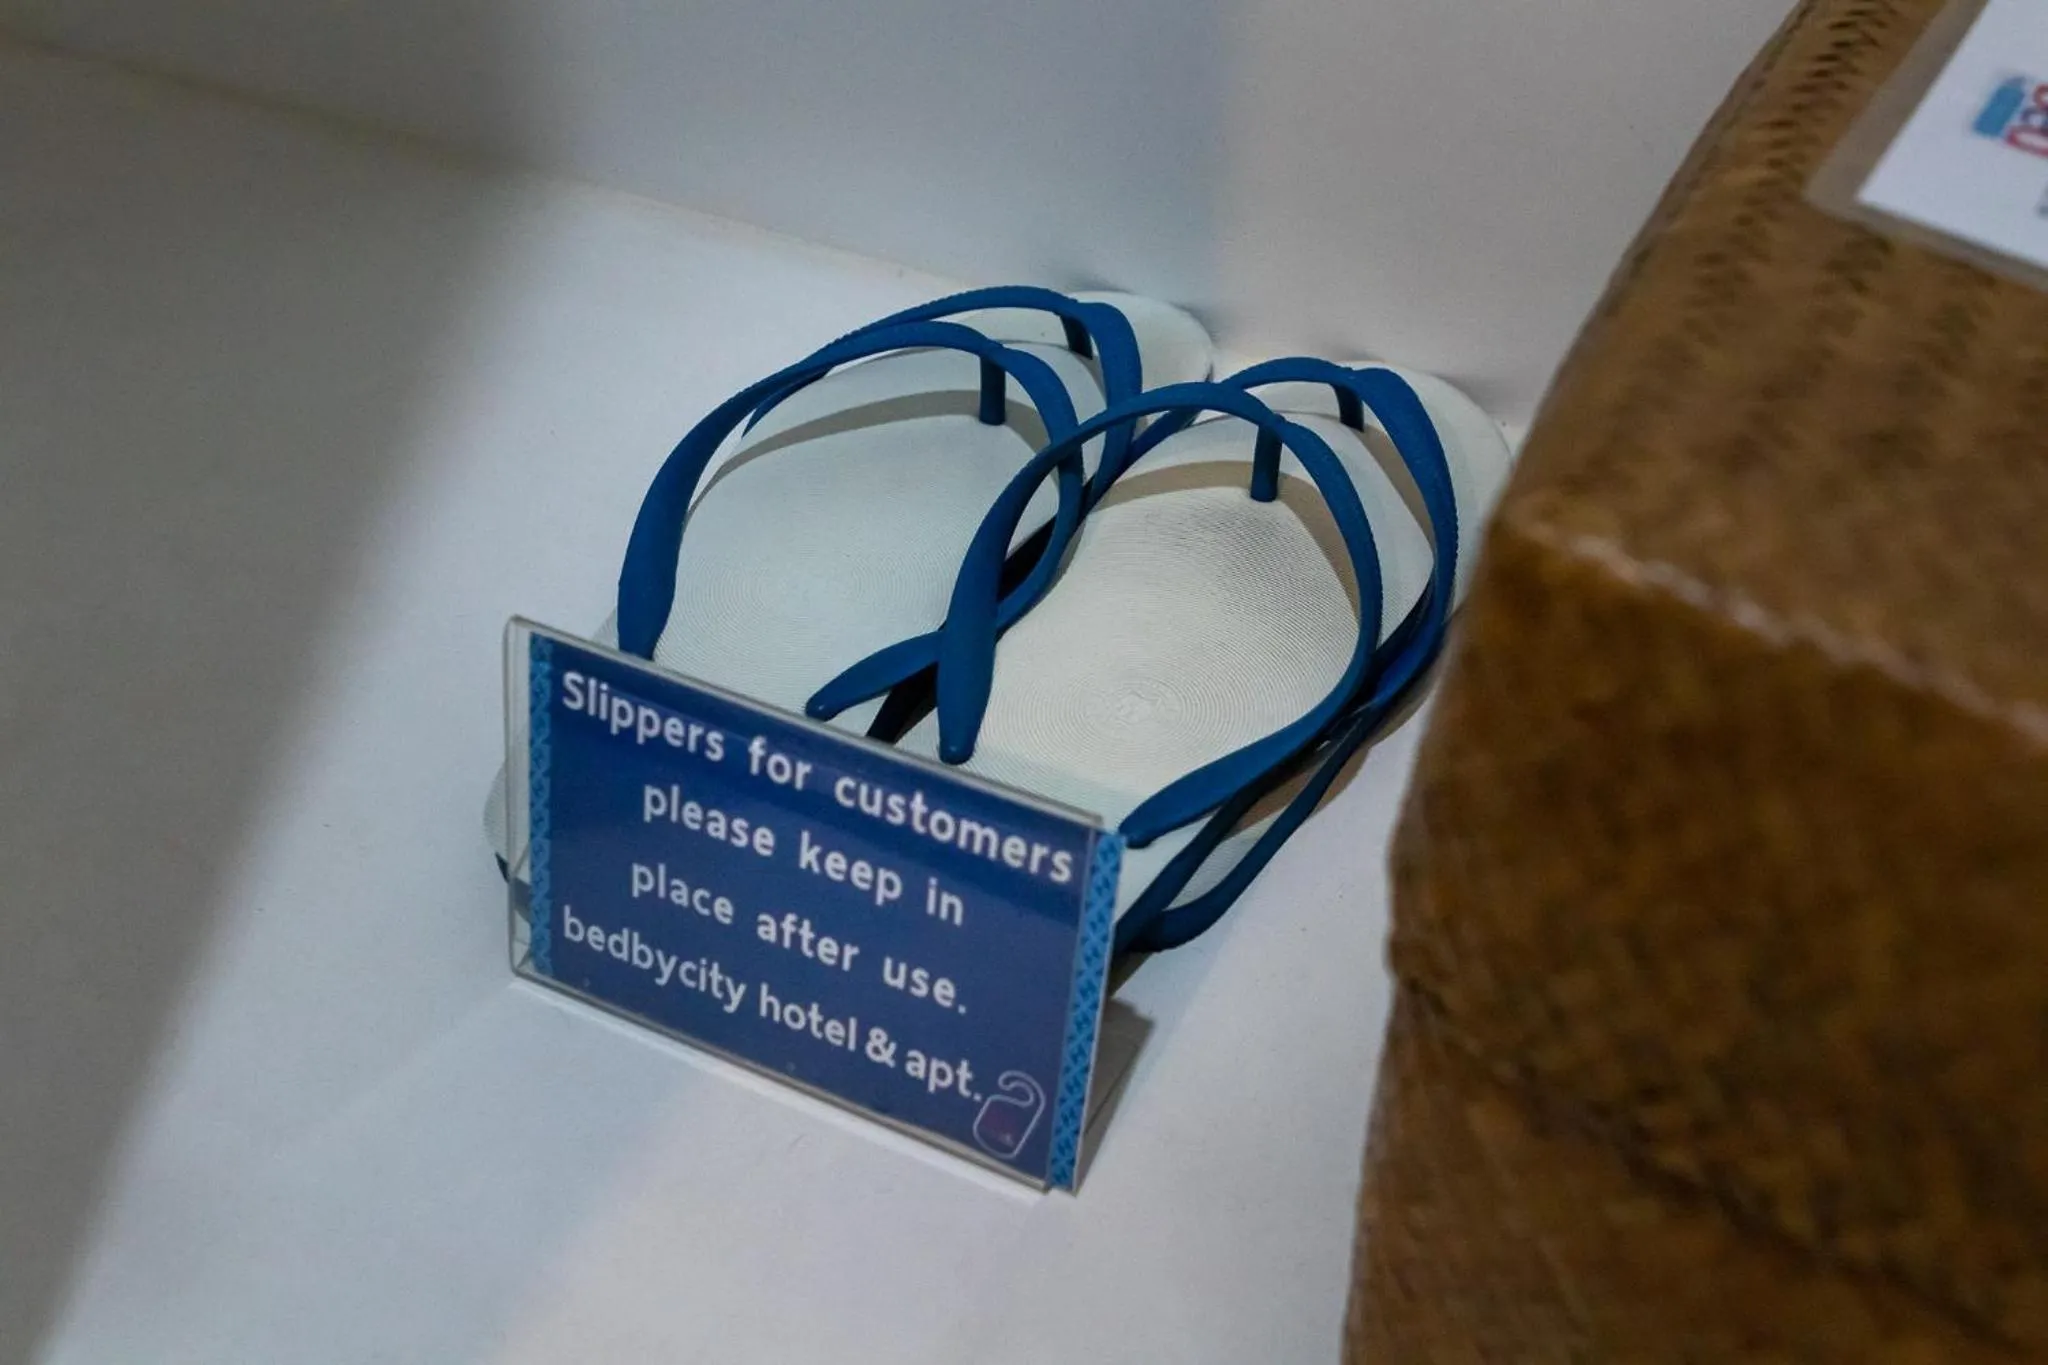 Slippers for customers
please keep in
place after use.
bedbycity hotel & apt.